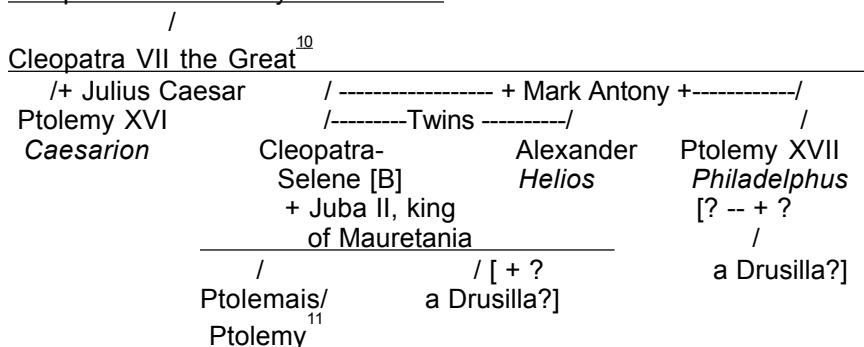 /
Cleopatra VII the Great10
/+ Julius Caesar / ------------------ + Mark Antony +------------/
Ptolemy XVI /---------Twins ----------/ /
Caesarion Cleopatra- Alexander Ptolemy XVII
Selene [B] Helios Philadelphus
+ Juba II, king [? -- + ?
of Mauretania /
/ / [ + ? a Drusilla?]
Ptolemais/ a Drusilla?]
Ptolemy11